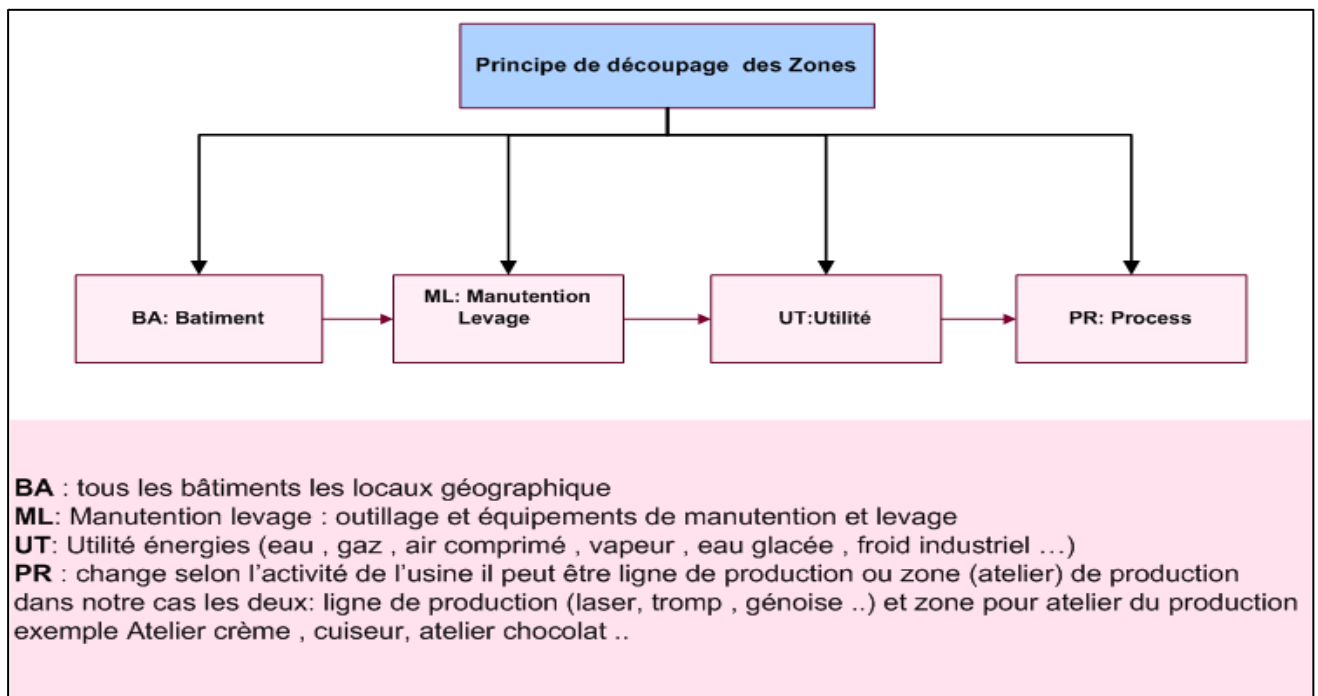 Principe de découpage des Zones
BA: Batiment
ML: Manutention
Levage
UT:Utilité
PR: Process
BA : tous les bâtiments les locaux géographique
ML: Manutention levage : outillage et équipements de manutention et levage
UT: Utilité énergies (eau , gaz , air comprimé , vapeur , eau glacée , froid industriel ...)
PR : change selon l'activité de l'usine il peut être ligne de production ou zone (atelier) de production
dans notre cas les deux: ligne de production (laser, tromp , génoise ..) et zone pour atelier du production
exemple Atelier crème , cuiseur, atelier chocolat ..